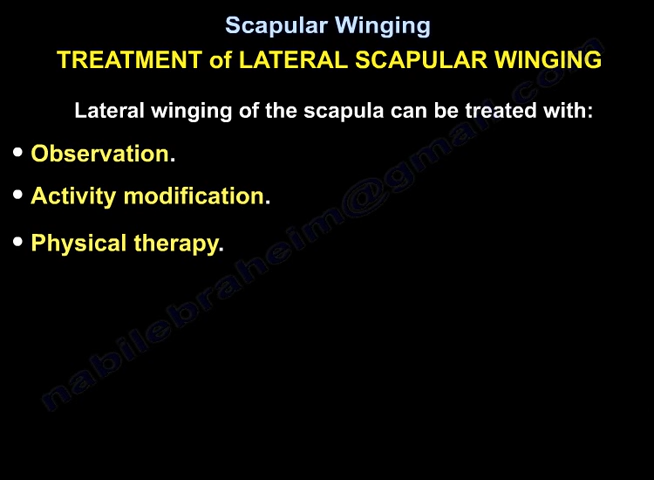 Scapular Winging
TREATMENT of LATERAL SCAPULAR WINGING
Lateral winging of the scapula can be treated with:
• Observation.
• Activity modification.
• Physical therapy.
nabilebraheim@gmail.com